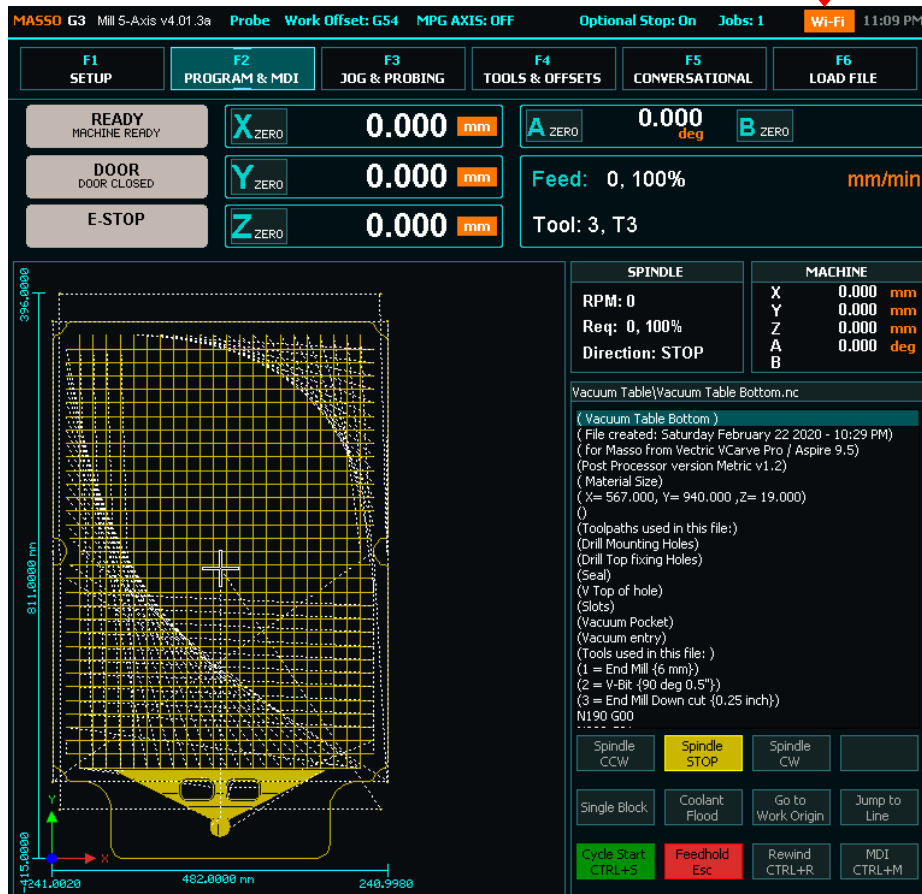 MASSO G3 Mill 5-Axis v4.01.3a Probe Work Offset: G54 MPG AXIS: OFF Optional Stop: On Jobs: 1 Wi-Fi 11:09 PM
F1 SETUP
F2 PROGRAM & MDI
F3 JOG & PROBING
F4 TOOLS & OFFSETS
F5 CONVERSATIONAL
F6 LOAD FILE
READY
MACHINE READY
DOOR
DOOR CLOSED
E-STOP
X ZERO 0.000 mm
Y ZERO 0.000 mm
Z ZERO 0.000 mm
A ZERO 0.000 deg
B ZERO
Feed: 0, 100% mm/min
Tool: 3, T3
396.0000
811.0000 mm
415.0000
Y
X
-241.0020
482.0000 mm
240.9980
SPINDLE
RPM: 0
Req: 0, 100%
Direction: STOP
MACHINE
X 0.000 mm
Y 0.000 mm
Z 0.000 mm
A 0.000 deg
B
Vacuum Table\Vacuum Table Bottom.nc
( Vacuum Table Bottom )
( File created: Saturday February 22 2020 - 10:29 PM)
( for Masso from Vectric VCarve Pro / Aspire 9.5)
(Post Processor version Metric v1.2)
( Material Size)
( X= 567.000, Y= 940.000 ,Z= 19.000)
()
(Toolpaths used in this file:)
(Drill Mounting Holes)
(Drill Top fixing Holes)
(Seal)
(V Top of hole)
(Slots)
(Vacuum Pocket)
(Vacuum entry)
(Tools used in this file: )
(1 = End Mill {6 mm})
(2 = V-Bit {90 deg 0.5"})
(3 = End Mill Down cut {0.25 inch})
N190 G00
Spindle CCW
Spindle STOP
Spindle CW
Single Block
Coolant Flood
Go to Work Origin
Jump to Line
Cycle Start CTRL+S
Feedhold Esc
Rewind CTRL+R
MDI CTRL+M